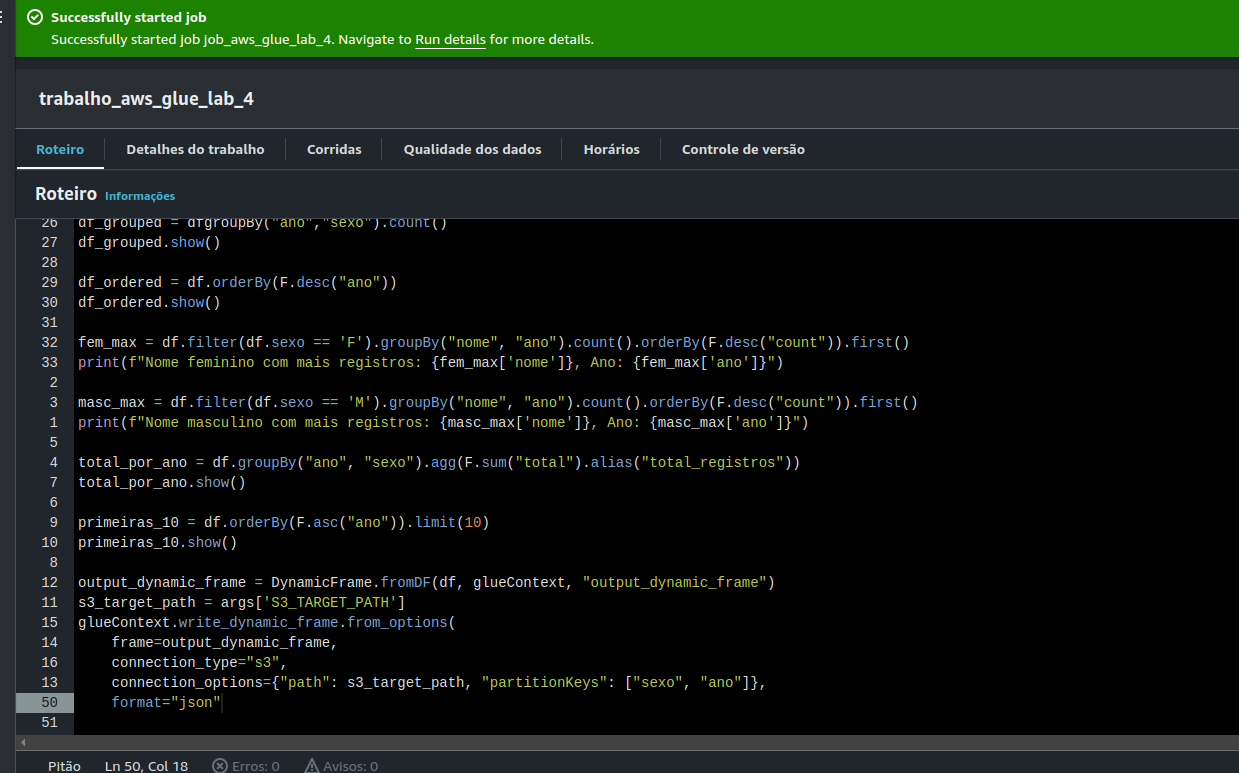 Successfully started job
Successfully started job job_aws_glue_lab_4. Navigate to Run details for more details.
trabalho_aws_glue_lab_4
Roteiro Detalhes do trabalho Corridas Qualidade dos dados Horários Controle de versão
Roteiro Informações
26 df_grouped = dfgroupBy("ano","sexo").count()
27 df_grouped.show()
28
29 df_ordered = df.orderBy(F.desc("ano"))
30 df_ordered.show()
31
32 fem_max = df.filter(df.sexo == 'F').groupBy("nome", "ano").count().orderBy(F.desc("count")).first()
33 print(f"Nome feminino com mais registros: {fem_max['nome']}, Ano: {fem_max['ano']}")
2
3 masc_max = df.filter(df.sexo == 'M').groupBy("nome", "ano").count().orderBy(F.desc("count")).first()
1 print(f"Nome masculino com mais registros: {masc_max['nome']}, Ano: {masc_max['ano']}")
5
4 total_por_ano = df.groupBy("ano", "sexo").agg(F.sum("total").alias("total_registros"))
7 total_por_ano.show()
6
9 primeiras_10 = df.orderBy(F.asc("ano")).limit(10)
10 primeiras_10.show()
8
12 output_dynamic_frame = DynamicFrame.fromDF(df, glueContext, "output_dynamic_frame")
11 s3_target_path = args['S3_TARGET_PATH']
15 glueContext.write_dynamic_frame.from_options(
14 frame=output_dynamic_frame,
16 connection_type="s3",
13 connection_options={"path": s3_target_path, "partitionKeys": ["sexo", "ano"]},
50 format="json"
51
Pitão Ln 50, Col 18 Erros: 0 Avisos: 0